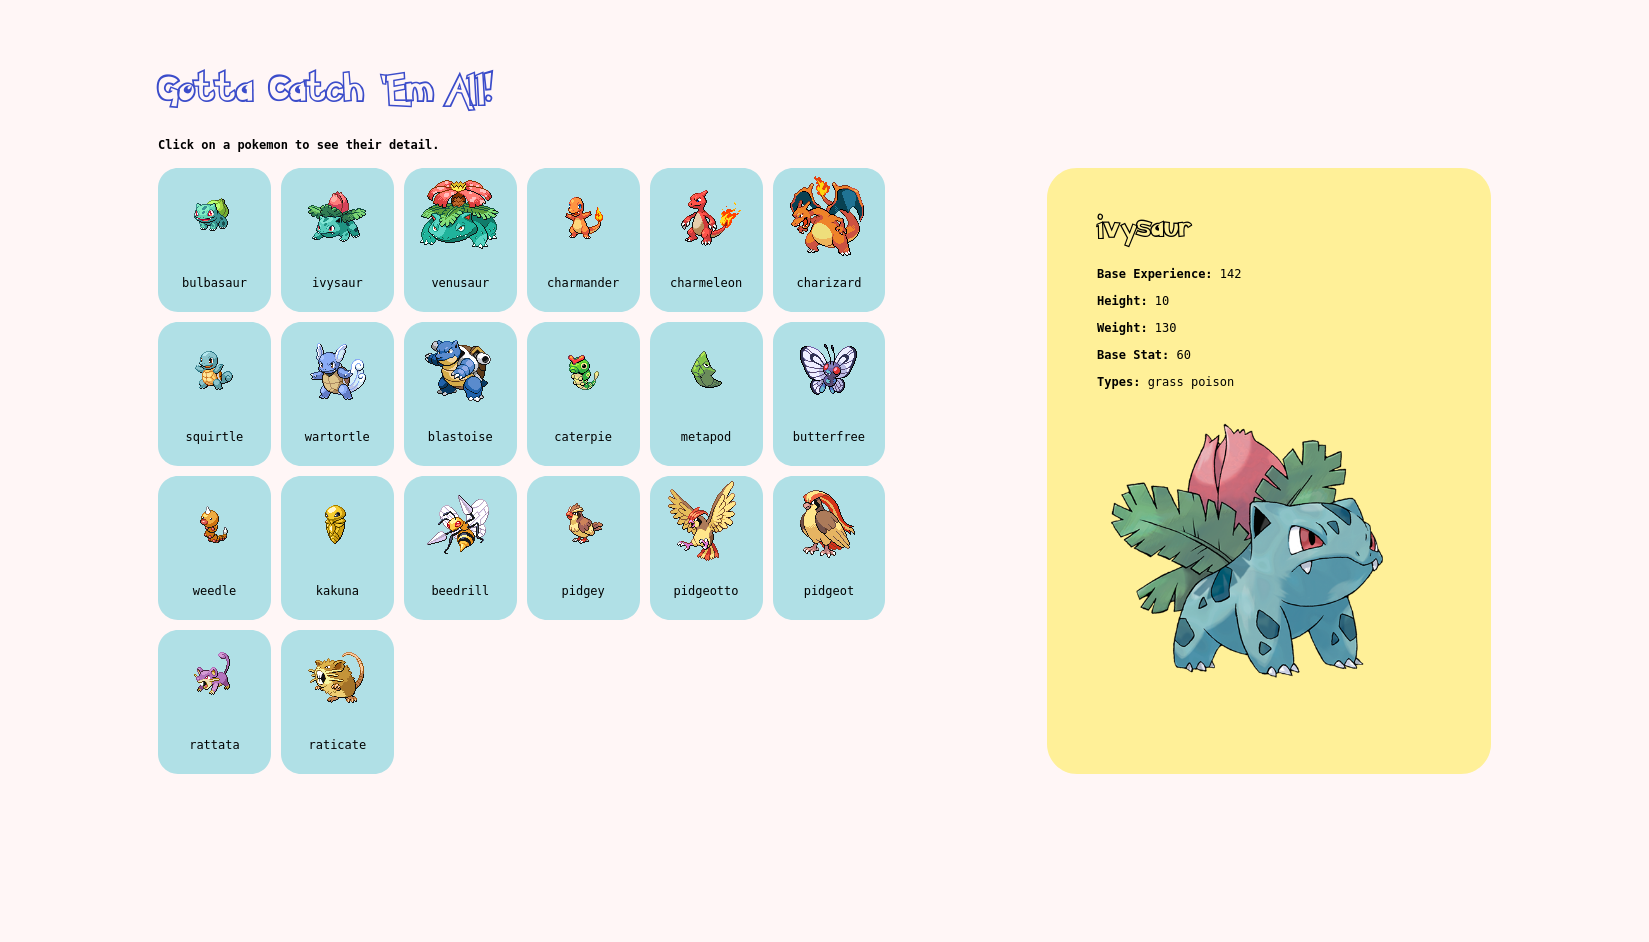 Gotta Catch 'Em All!
Click on a pokemon to see their detail.
bulbasaur ivysaur venusaur charmander charmeleon charizard
squirtle wartortle blastoise caterpie metapod butterfree
weedle kakuna beedrill pidgey pidgeotto pidgeot
rattata raticate
ivysaur
Base Experience: 142
Height: 10
Weight: 130
Base Stat: 60
Types: grass poison